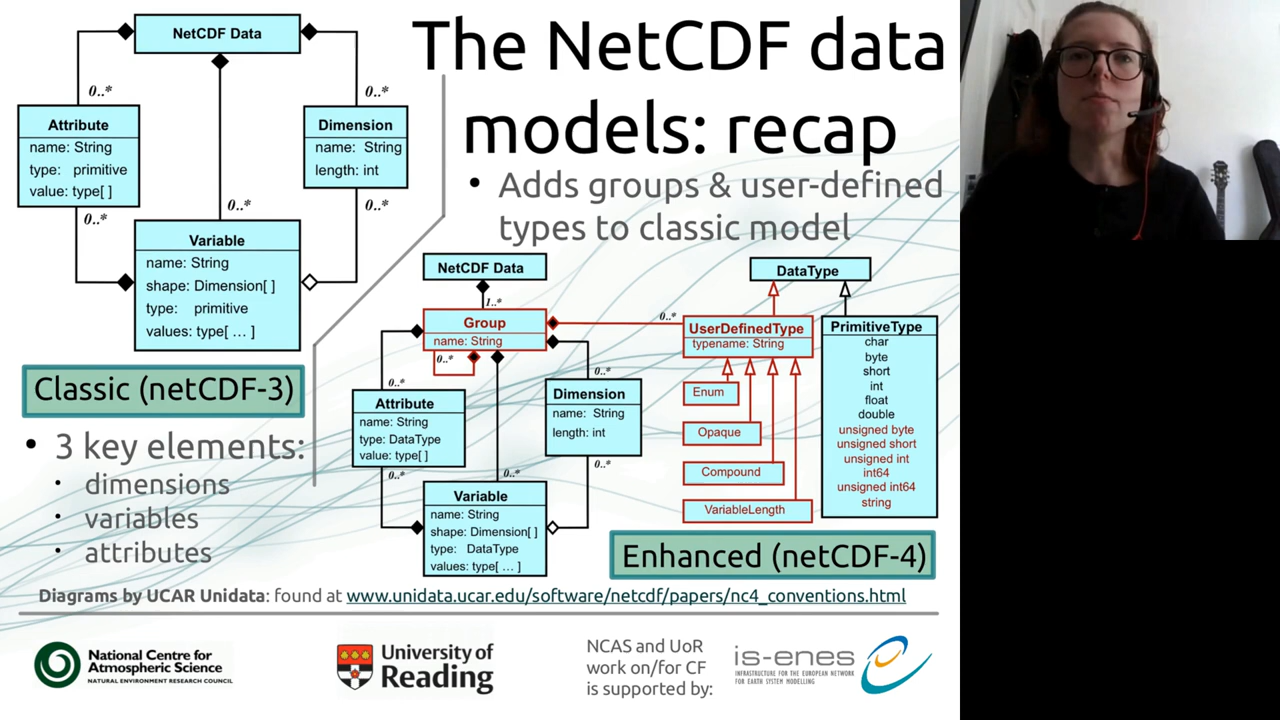 The NetCDF data
models: recap
NetCDF Data
0..*
0..*
Attribute
name: String
type: primitive
value: type[ ]
Dimension
name: String
length: int
0..*
0..*
0..*
Variable
name: String
shape: Dimension[ ]
type: primitive
values: type[ ... ]
Classic (netCDF-3)
• 3 key elements:
• dimensions
• variables
• attributes
• Adds groups & user-defined
types to classic model
NetCDF Data
1..*
Group
name: String
0..*
0..*
0..*
0..*
Attribute
name: String
type: DataType
value: type[ ]
Dimension
name: String
length: int
0..*
0..*
0..*
Variable
name: String
shape: Dimension[ ]
type: DataType
values: type[ ... ]
DataType
UserDefinedType
typename: String
Enum
Opaque
Compound
VariableLength
PrimitiveType
char
byte
short
int
float
double
unsigned byte
unsigned short
unsigned int
int64
unsigned int64
string
Enhanced (netCDF-4)
Diagrams by UCAR Unidata: found at www.unidata.ucar.edu/software/netcdf/papers/nc4_conventions.html
National Centre for
Atmospheric Science
NATURAL ENVIRONMENT RESEARCH COUNCIL
University of
Reading
NCAS and UoR
work on/for CF
is supported by:
is-enes
INFRASTRUCTURE FOR THE EUROPEAN NETWORK
FOR EARTH SYSTEM MODELLING